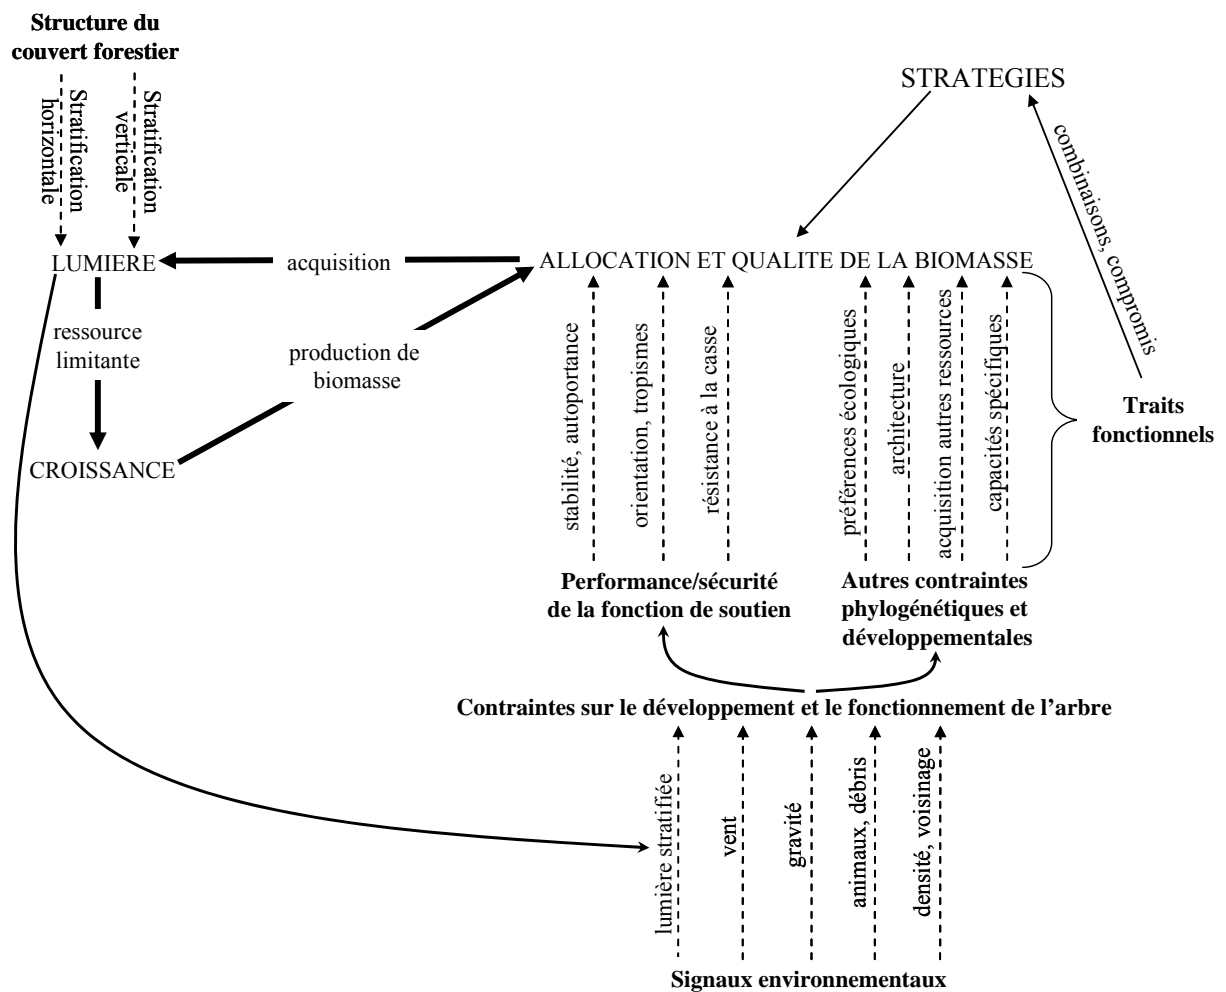 Structure du
couvert forestier
Stratification
horizontale
Stratification
verticale
STRATEGIES
combinaisons, compromis
LUMIERE
acquisition
ALLOCATION ET QUALITE DE LA BIOMASSE
ressource
limitante
production de
biomasse
CROISSANCE
stabilité, autoportance
orientation, tropismes
résistance à la casse
préférences écologiques
architecture
acquisition autres ressources
capacités spécifiques
Traits
fonctionnels
Performance/sécurité
de la fonction de soutien
Autres contraintes
phylogénétiques et
développementales
Contraintes sur le développement et le fonctionnement de l'arbre
lumière stratifiée
vent
gravité
animaux, débris
densité, voisinage
Signaux environnementaux